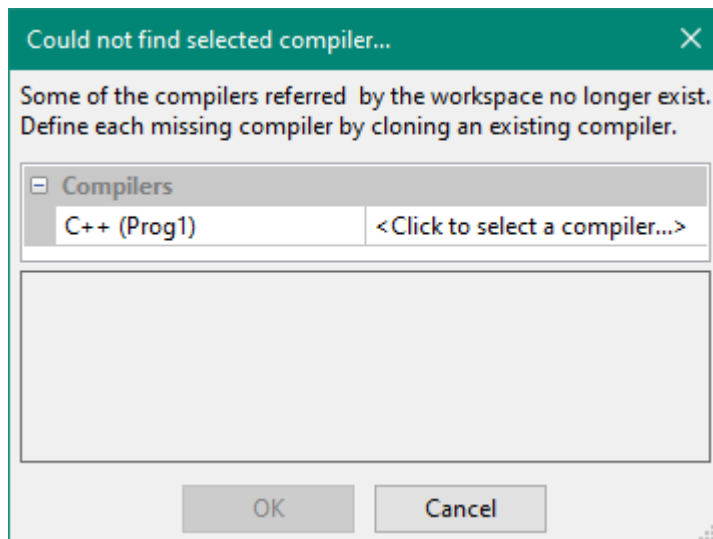 Could not find selected compiler...
Some of the compilers referred  by the workspace no longer exist.
Define each missing compiler by cloning an existing compiler.
Compilers
C++ (Prog1) <Click to select a compiler...>
OK Cancel